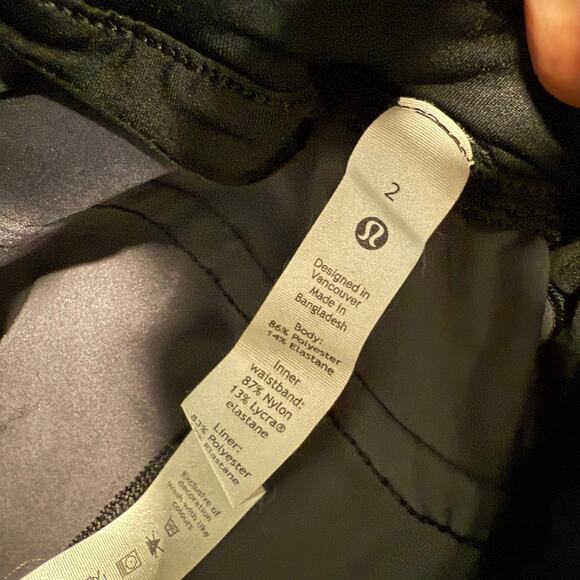 2
Designed in
Vancouver
Made in
Bangladesh
Body:
86% Polyester
14% Elastane
Inner
waistband:
87% Nylon
13% Lycra®
elastane
Liner:
83% Polyester
Elastane
Exclusive of
decoration
Wash with like
colours